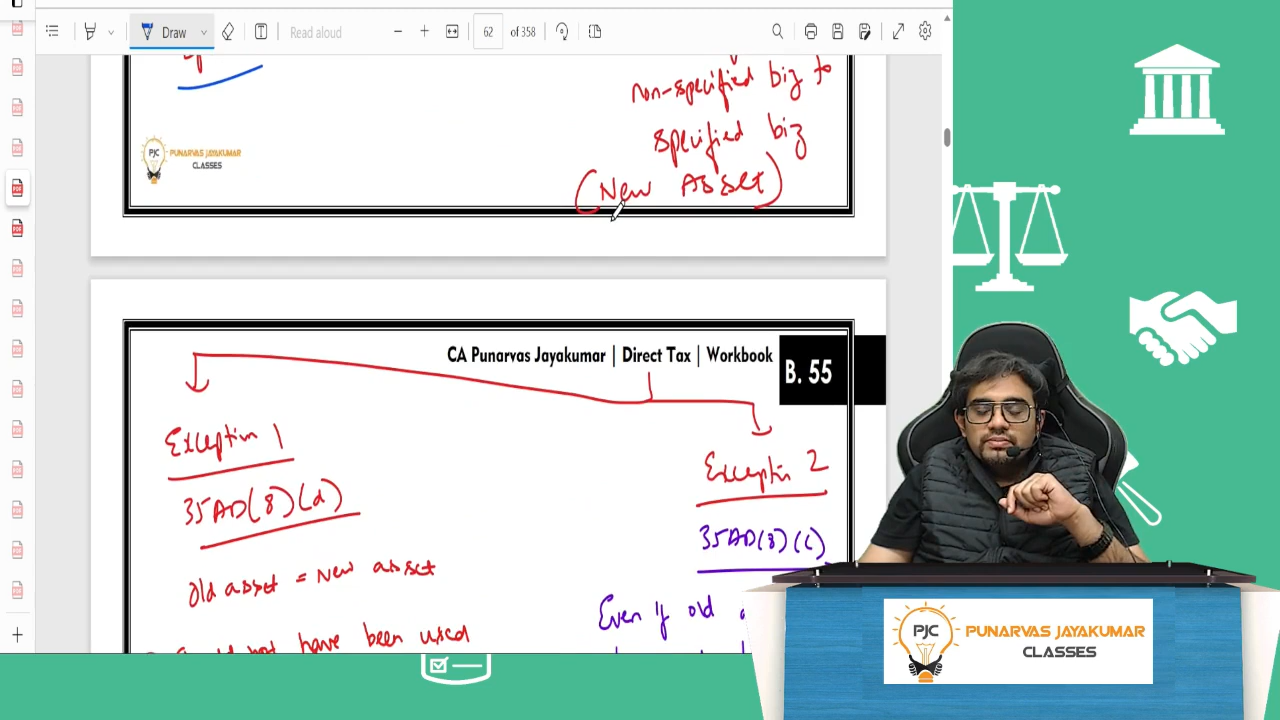 Draw
Read aloud
62 of 358
non-specified biz to
specified biz
(New Asset)
PJC PUNARVAS JAYAKUMAR
CLASSES
CA Punarvas Jayakumar | Direct Tax | Workbook
B. 55
Exception 1
35AD(8)(d)
Old asset = New asset
have been used
Exception 2
35AD(8)(c)
Even if old
PJC PUNARVAS JAYAKUMAR
CLASSES